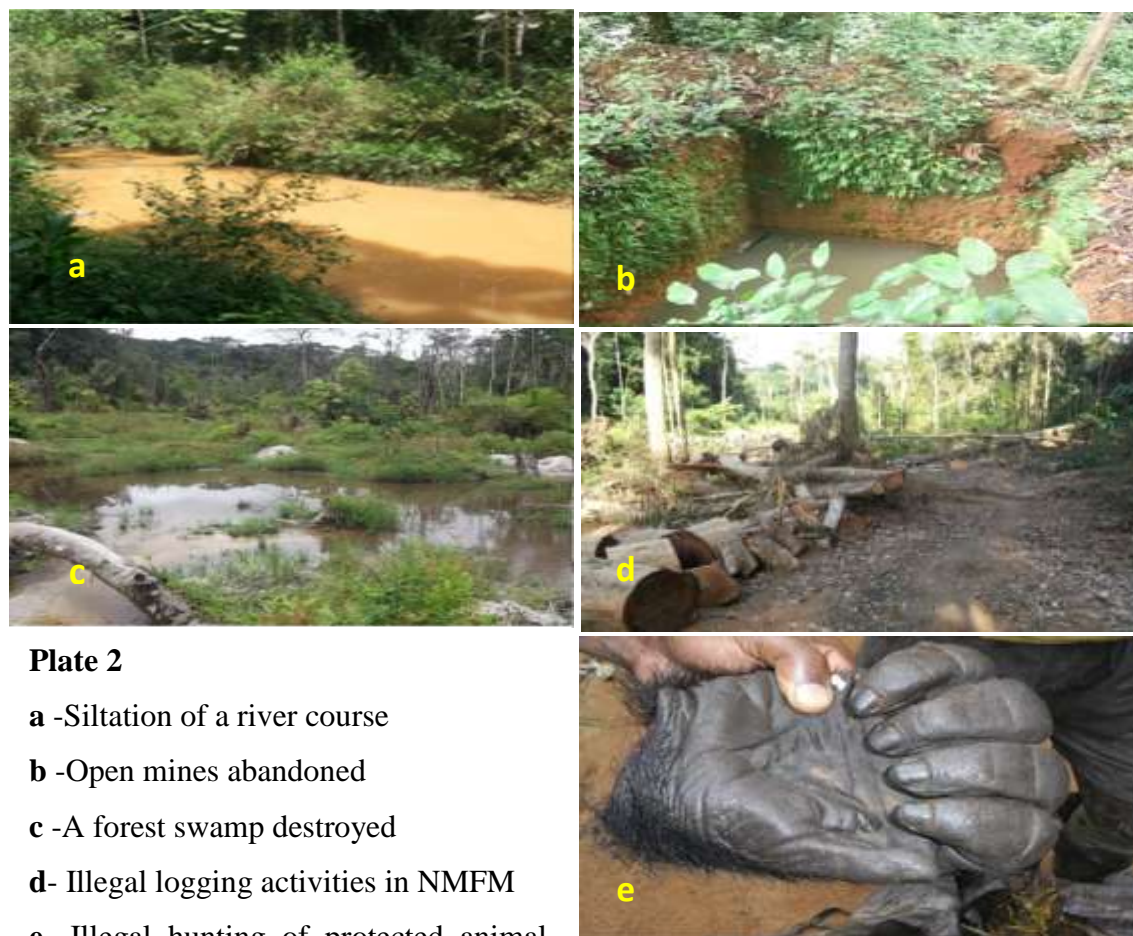 a
b
c
d
Plate 2
a -Siltation of a river course
b -Open mines abandoned
c -A forest swamp destroyed
d- Illegal logging activities in NMFM
e- Illegal hunting of protected animal
e